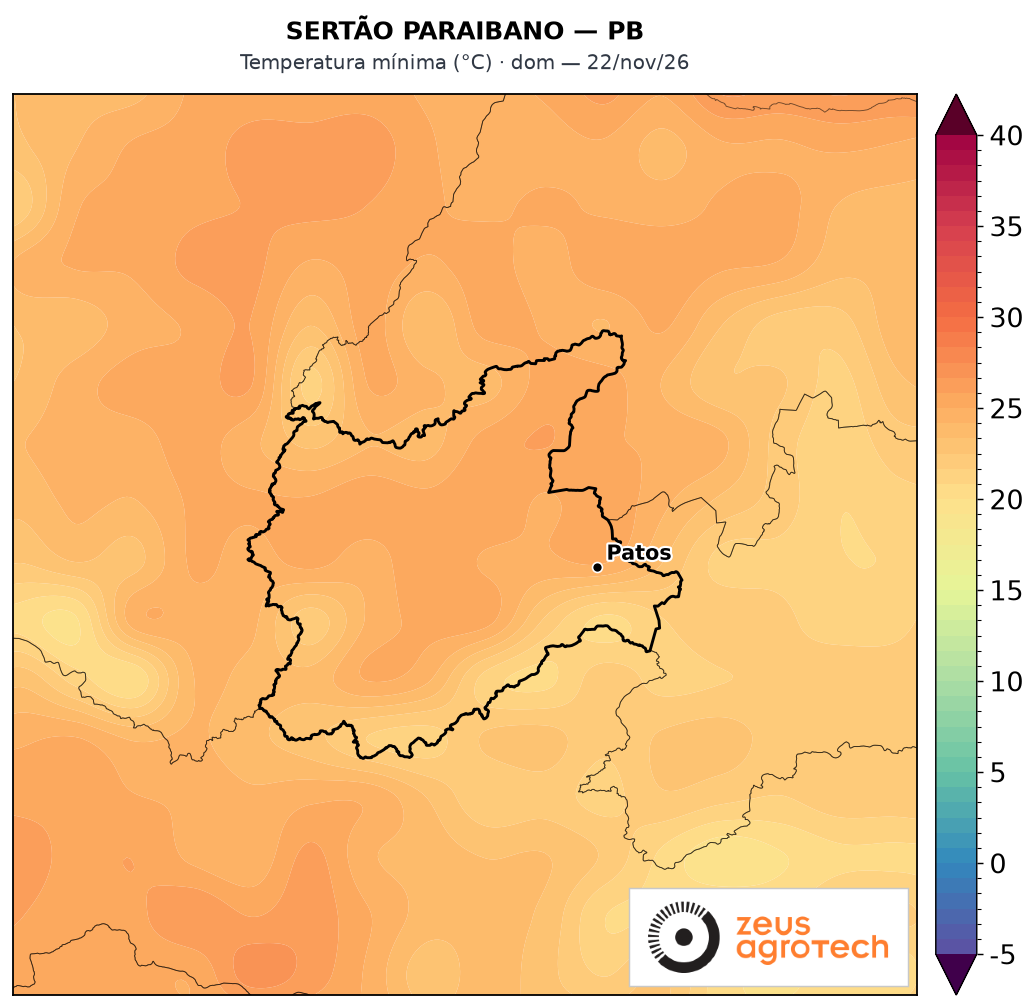 SERTÃO PARAIBANO — PB
Temperatura mínima (°C) · dom — 22/nov/26
40
35
30
25
20
15
10
5
0
-5
Patos
zeus
agrotech